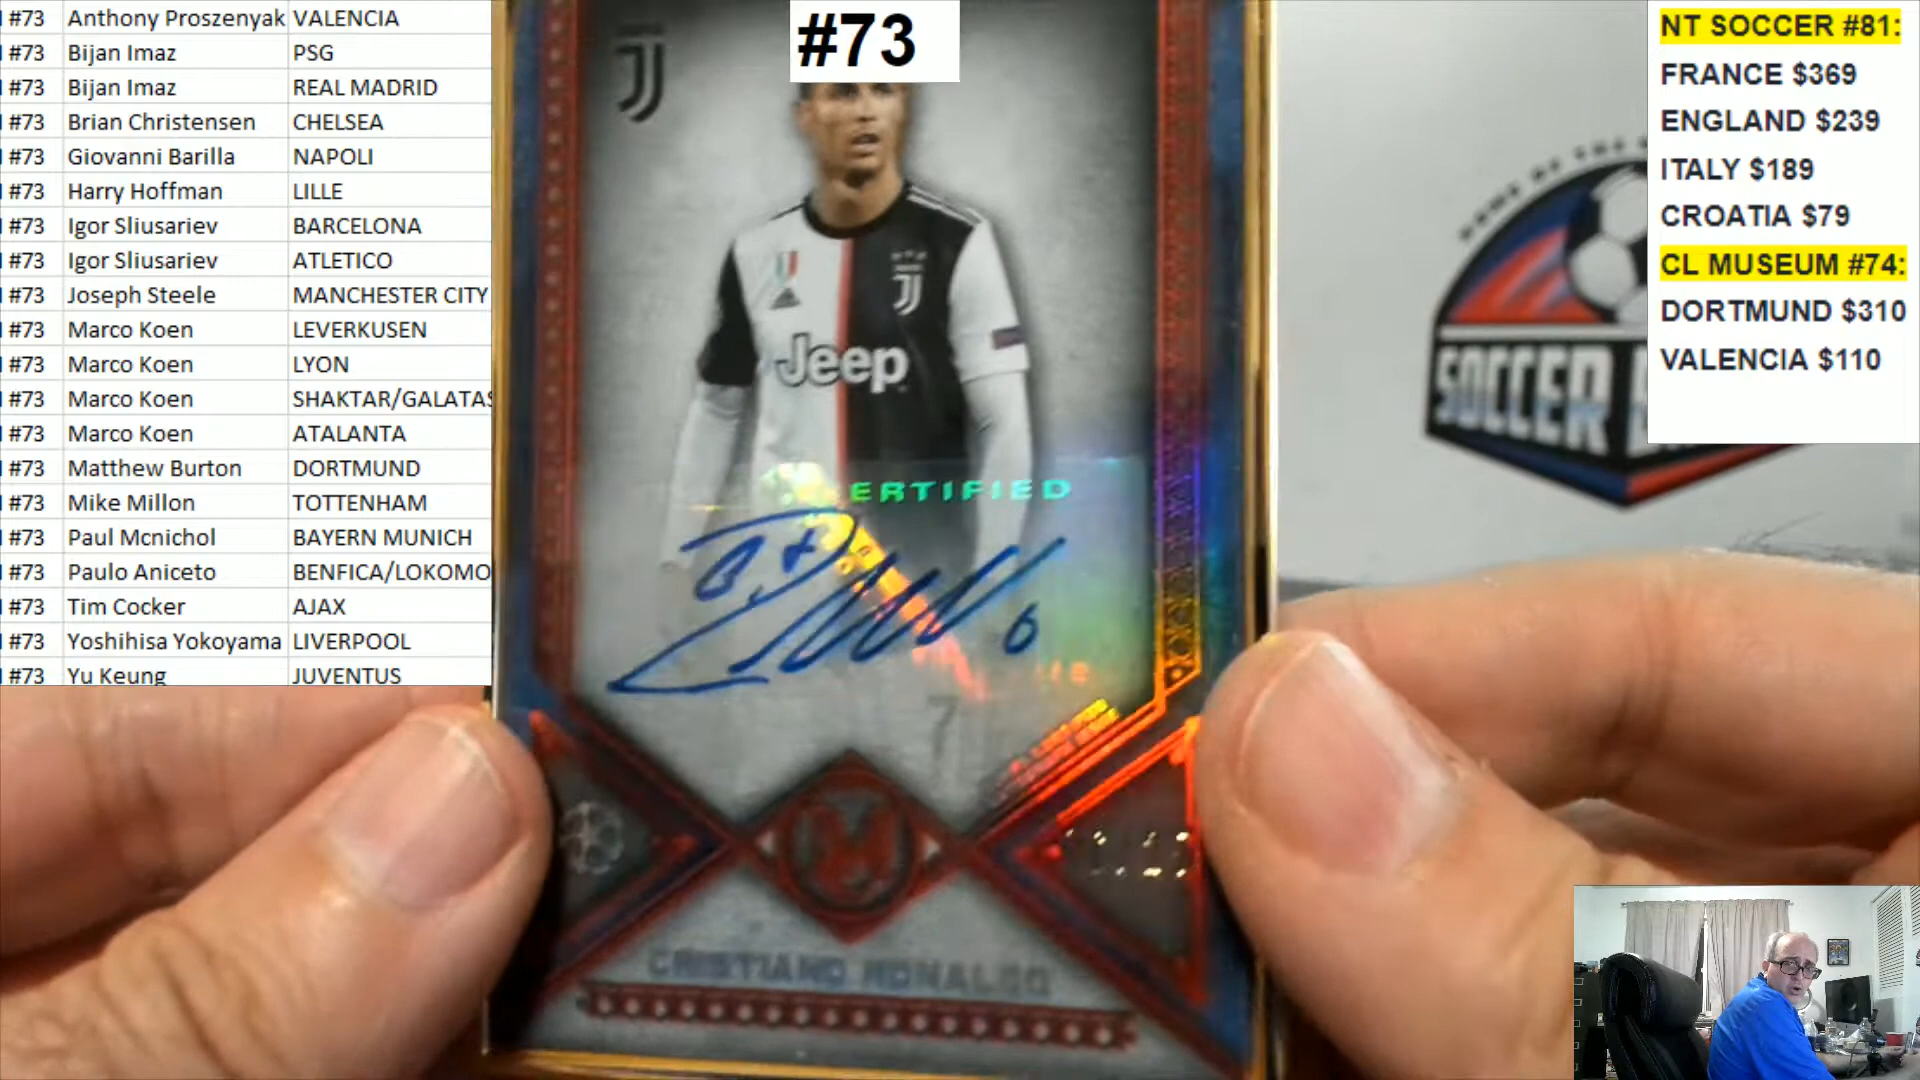 #73 Anthony Proszenyak VALENCIA
#73 Bijan Imaz PSG
#73 Bijan Imaz REAL MADRID
#73 Brian Christensen CHELSEA
#73 Giovanni Barilla NAPOLI
#73 Harry Hoffman LILLE
#73 Igor Sliusariev BARCELONA
#73 Igor Sliusariev ATLETICO
#73 Joseph Steele MANCHESTER CITY
#73 Marco Koen LEVERKUSEN
#73 Marco Koen LYON
#73 Marco Koen SHAKTAR/GALATAS
#73 Marco Koen ATALANTA
#73 Matthew Burton DORTMUND
#73 Mike Millon TOTTENHAM
#73 Paul Mcnichol BAYERN MUNICH
#73 Paulo Aniceto BENFICA/LOKOMO
#73 Tim Cocker AJAX
#73 Yoshihisa Yokoyama LIVERPOOL
#73 Yu Keung JUVENTUS
#73
Jeep
ERTIFIED
7
CRISTIANO RONALDO
NT SOCCER #81:
FRANCE $369
ENGLAND $239
ITALY $189
CROATIA $79
CL MUSEUM #74:
DORTMUND $310
VALENCIA $110
HOME OF THE
SOCCER